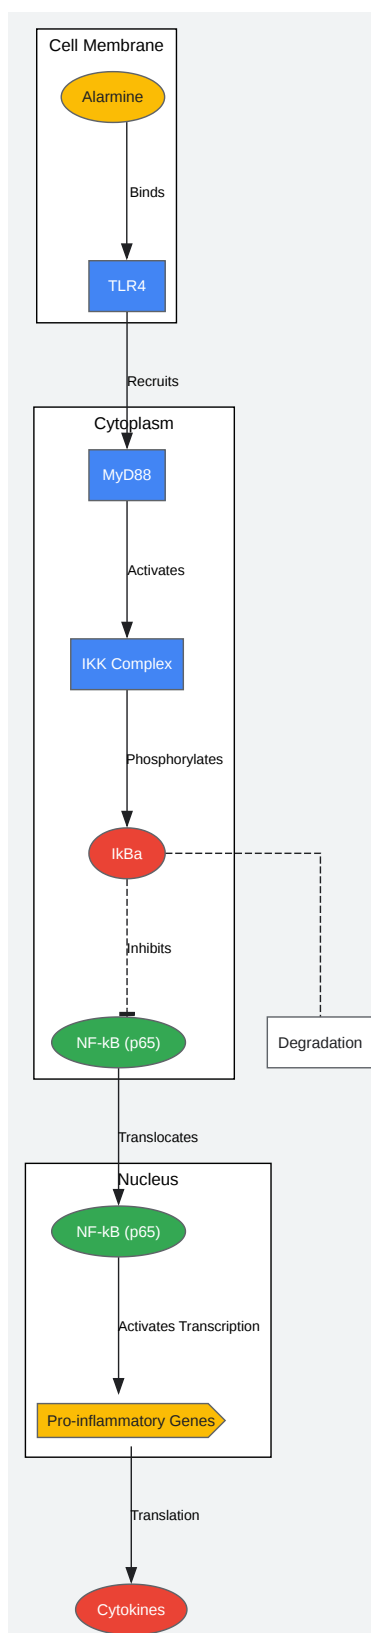 Cell Membrane
Alarmine
Binds
TLR4
Recruits
Cytoplasm
MyD88
Activates
IKK Complex
Phosphorylates
IkBa
Inhibits
NF-kB (p65)
Degradation
Translocates
Nucleus
NF-kB (p65)
Activates Transcription
Pro-inflammatory Genes
Translation
Cytokines